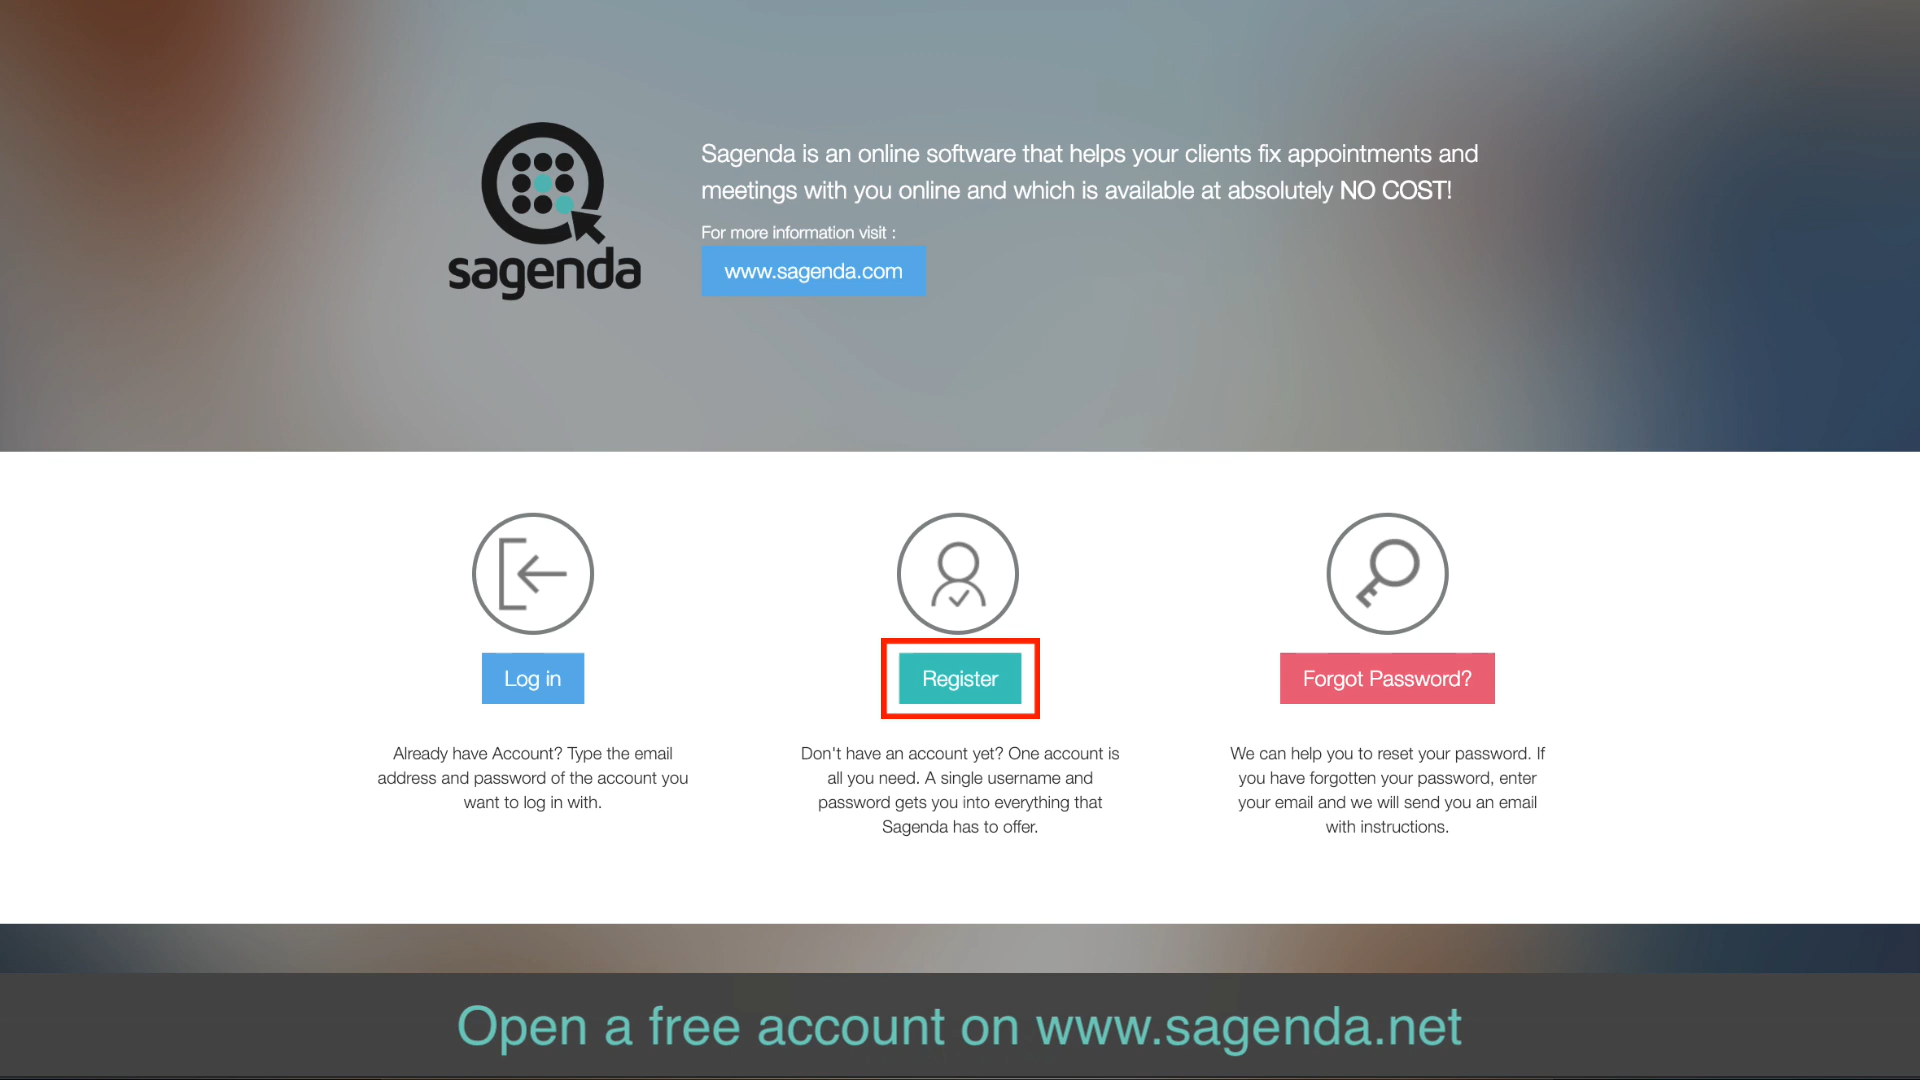 sagenda
Sagenda is an online software that helps your clients fix appointments and
meetings with you online and which is available at absolutely NO COST!
For more information visit :
www.sagenda.com
Log in
Already have Account? Type the email
address and password of the account you
want to log in with.
Register
Don't have an account yet? One account is
all you need. A single username and
password gets you into everything that
Sagenda has to offer.
Forgot Password?
We can help you to reset your password. If
you have forgotten your password, enter
your email and we will send you an email
with instructions.
Open a free account on www.sagenda.net